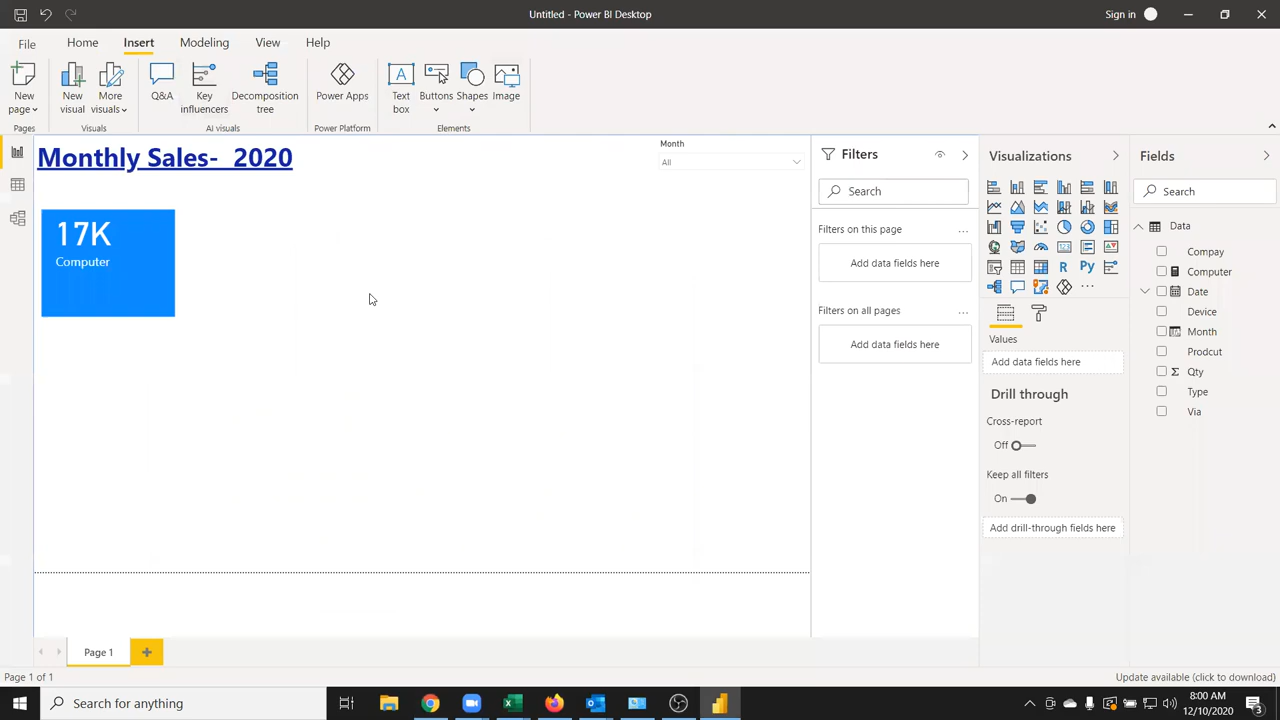 Untitled - Power BI Desktop
Sign in
File
Home
Insert
Modeling
View
Help
New page
New visual
More visuals
Q&A
Key influencers
Decomposition tree
Power Apps
Text box
Buttons
Shapes
Image
Pages
Visuals
AI visuals
Power Platform
Elements
Monthly Sales- 2020
Month
All
17K
Computer
Filters
Search
Filters on this page
...
Add data fields here
Filters on all pages
...
Add data fields here
Visualizations
R
Py
123
...
Values
Add data fields here
Drill through
Cross-report
Off
Keep all filters
On
Add drill-through fields here
Fields
Search
Data
Compay
Computer
Date
Device
Month
Prodcut
Σ Qty
Type
Via
Page 1
Page 1 of 1
Update available (click to download)
Search for anything
8:00 AM
12/10/2020
3